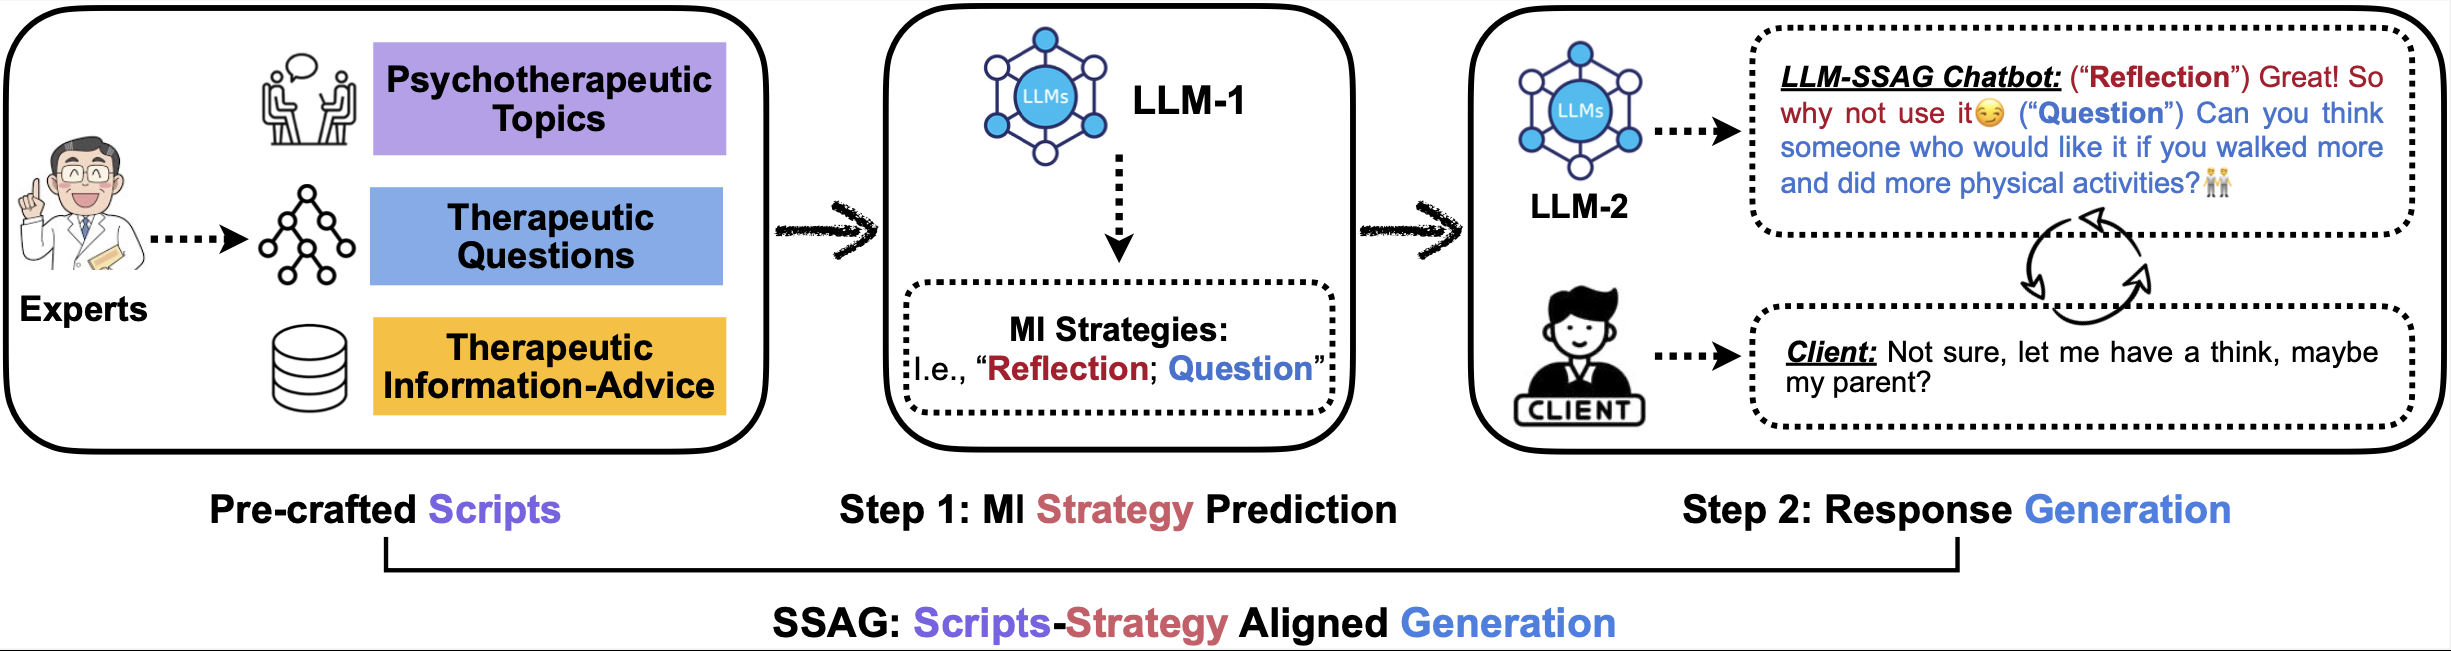 Experts
Psychotherapeutic
Topics
Therapeutic
Questions
Therapeutic
Information-Advice
LLMs
LLM-1
MI Strategies:
I.e., “Reflection; Question”
LLMs
LLM-2
LLM-SSAG Chatbot: (“Reflection”) Great! So
why not use it😏 (“Question”) Can you think
someone who would like it if you walked more
and did more physical activities?👬
CLIENT
Client: Not sure, let me have a think, maybe
my parent?
Pre-crafted Scripts
Step 1: MI Strategy Prediction
Step 2: Response Generation
SSAG: Scripts-Strategy Aligned Generation